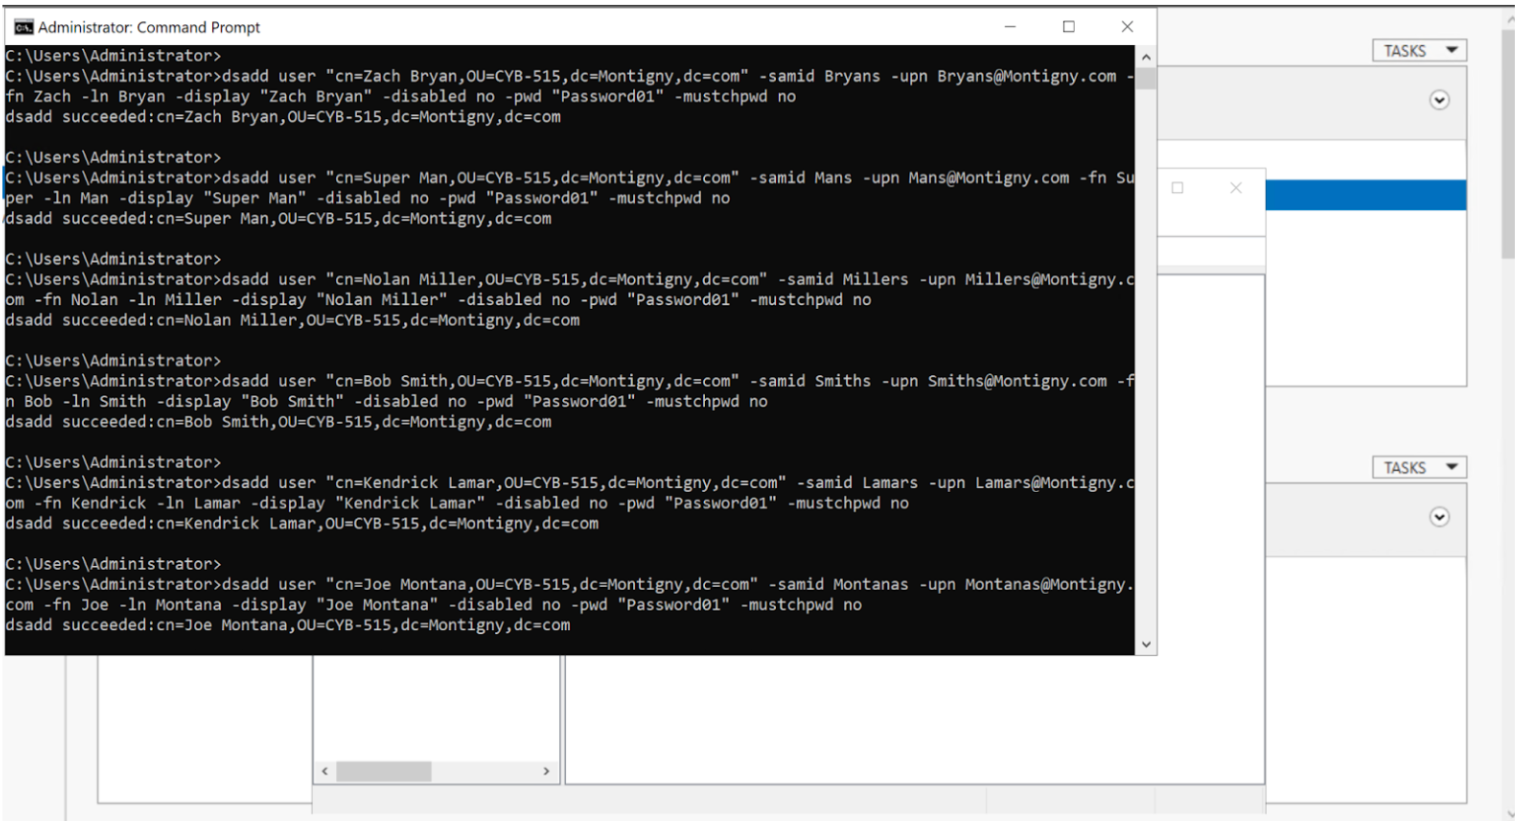 Administrator: Command Prompt
TASKS
C:\Users\Administrator>
C:\Users\Administrator>dsadd user "cn=Zach Bryan,OU=CYB-515,dc=Montigny,dc=com" -samid Bryans -upn Bryans@Montigny.com -
fn Zach -ln Bryan -display "Zach Bryan" -disabled no -pwd "Password01" -mustchpwd no
dsadd succeeded:cn=Zach Bryan,OU=CYB-515,dc=Montigny,dc=com
C:\Users\Administrator>
C:\Users\Administrator>dsadd user "cn=Super Man,OU=CYB-515,dc=Montigny,dc=com" -samid Mans -upn Mans@Montigny.com -fn Su
per -ln Man -display "Super Man" -disabled no -pwd "Password01" -mustchpwd no
dsadd succeeded:cn=Super Man,OU=CYB-515,dc=Montigny,dc=com
C:\Users\Administrator>
C:\Users\Administrator>dsadd user "cn=Nolan Miller,OU=CYB-515,dc=Montigny,dc=com" -samid Millers -upn Millers@Montigny.c
om -fn Nolan -ln Miller -display "Nolan Miller" -disabled no -pwd "Password01" -mustchpwd no
dsadd succeeded:cn=Nolan Miller,OU=CYB-515,dc=Montigny,dc=com
C:\Users\Administrator>
C:\Users\Administrator>dsadd user "cn=Bob Smith,OU=CYB-515,dc=Montigny,dc=com" -samid Smiths -upn Smiths@Montigny.com -f
n Bob -ln Smith -display "Bob Smith" -disabled no -pwd "Password01" -mustchpwd no
dsadd succeeded:cn=Bob Smith,OU=CYB-515,dc=Montigny,dc=com
C:\Users\Administrator>
C:\Users\Administrator>dsadd user "cn=Kendrick Lamar,OU=CYB-515,dc=Montigny,dc=com" -samid Lamars -upn Lamars@Montigny.c
om -fn Kendrick -ln Lamar -display "Kendrick Lamar" -disabled no -pwd "Password01" -mustchpwd no
dsadd succeeded:cn=Kendrick Lamar,OU=CYB-515,dc=Montigny,dc=com
TASKS
C:\Users\Administrator>
C:\Users\Administrator>dsadd user "cn=Joe Montana,OU=CYB-515,dc=Montigny,dc=com" -samid Montanas -upn Montanas@Montigny.
com -fn Joe -ln Montana -display "Joe Montana" -disabled no -pwd "Password01" -mustchpwd no
dsadd succeeded:cn=Joe Montana,OU=CYB-515,dc=Montigny,dc=com